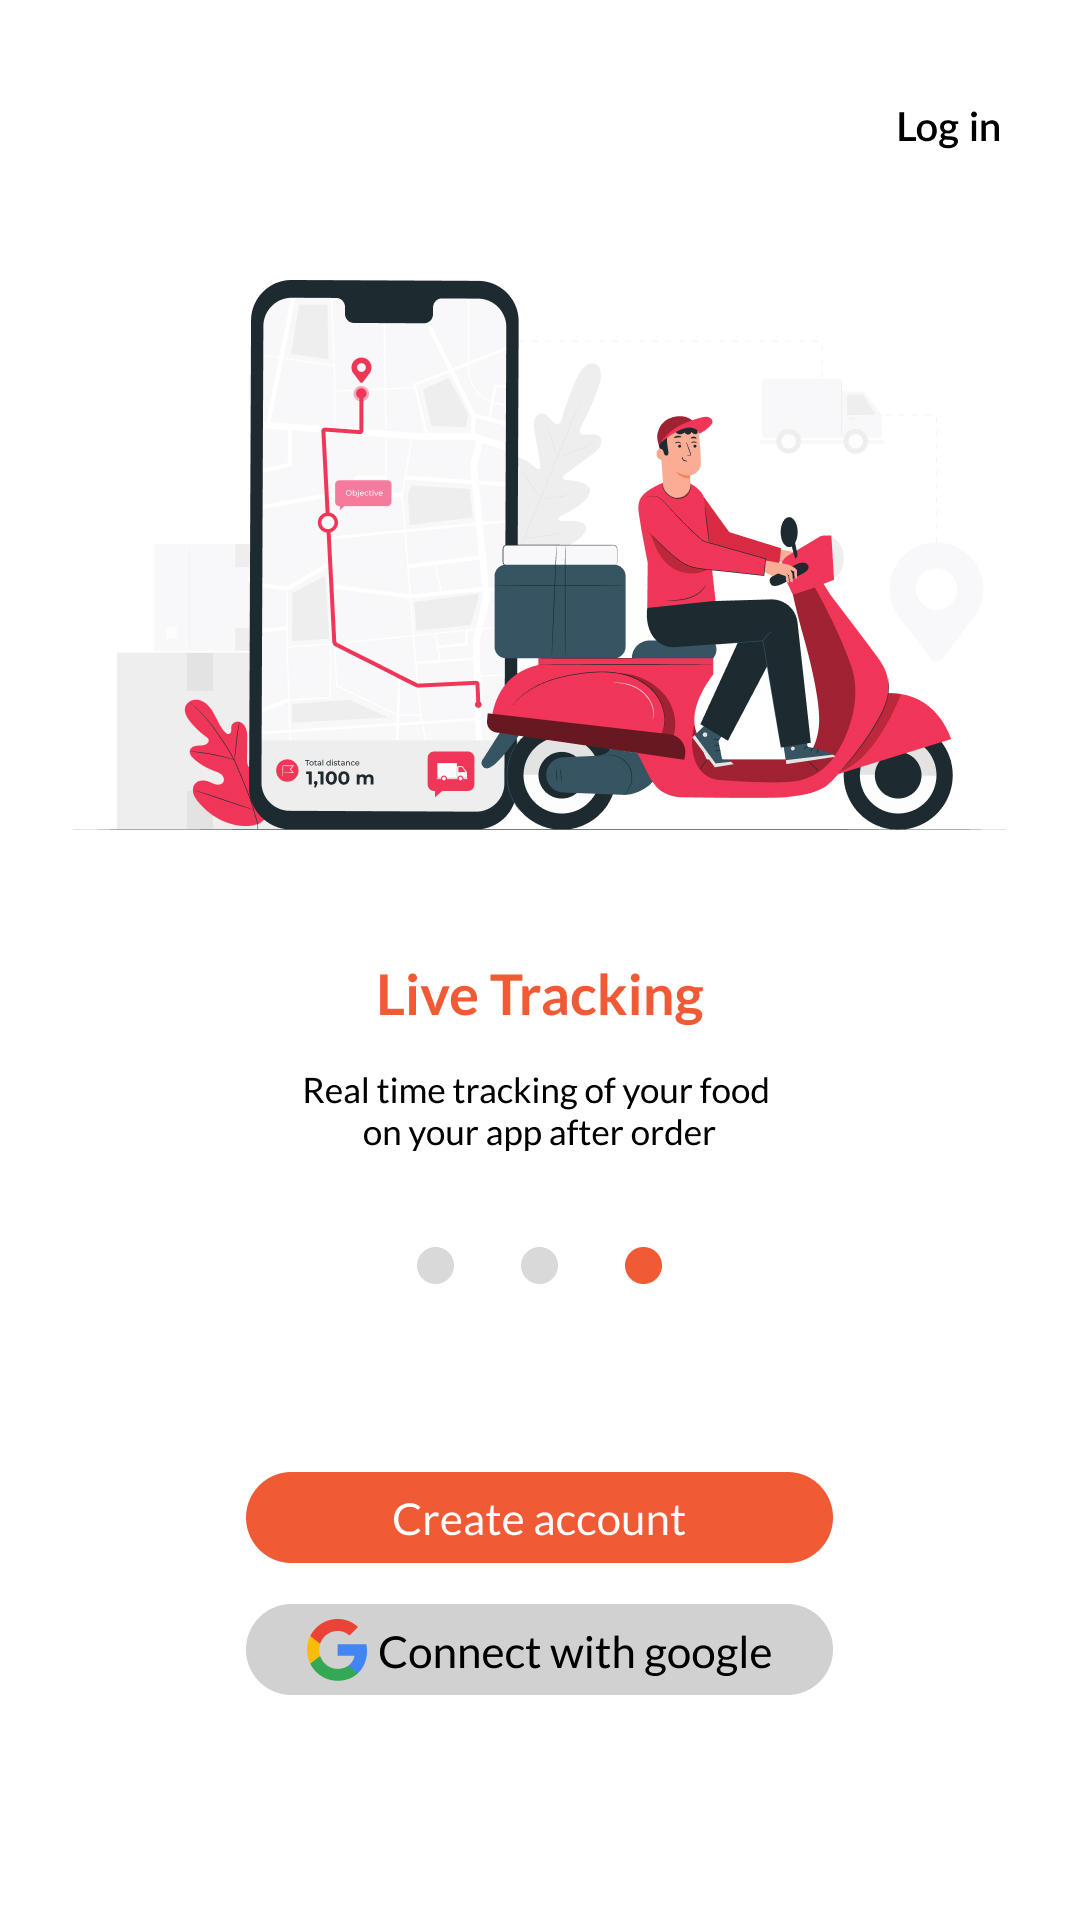 Log in
Objective
Total distance
1,100 m
Live Tracking
Real time tracking of your food
on your app after order
Create account
Connect with google